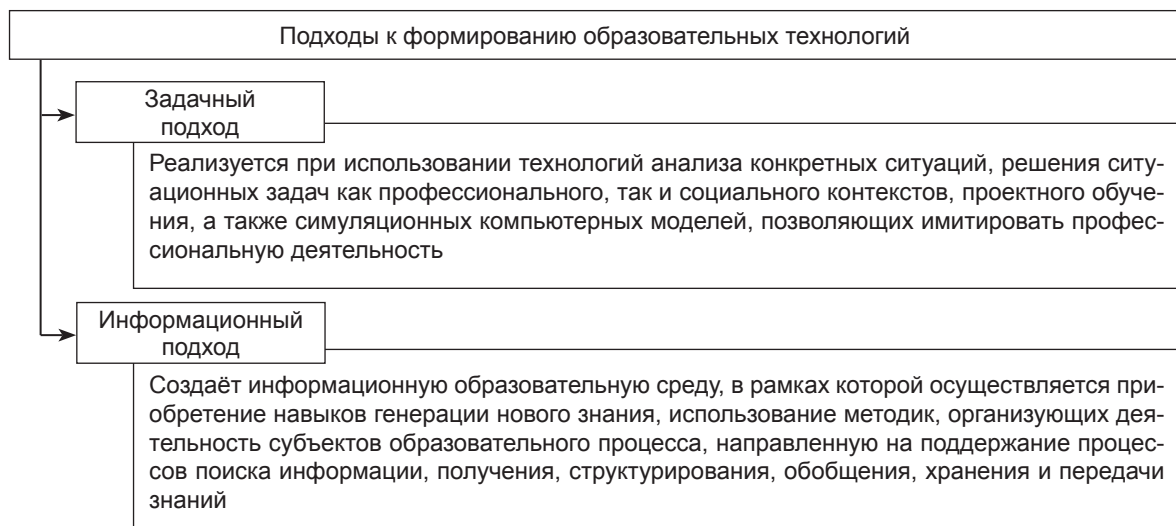 Подходы к формированию образовательных технологий
Задачный
подход
Реализуется при использовании технологий анализа конкретных ситуаций, решения ситу-
ационных задач как профессионального, так и социального контекстов, проектного обуче-
ния, а также симуляционных компьютерных моделей, позволяющих имитировать профес-
сиональную деятельность
Информационный
подход
Создаёт информационную образовательную среду, в рамках которой осуществляется при-
обретение навыков генерации нового знания, использование методик, организующих дея-
тельность субъектов образовательного процесса, направленную на поддержание процес-
сов поиска информации, получения, структурирования, обобщения, хранения и передачи
знаний